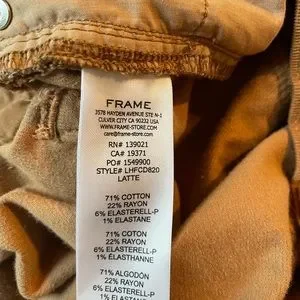 FRAME
3578 HAYDEN AVENUE STE N-1
CULVER CITY CA 90232 USA
WWW.FRAME-STORE.COM
care@frame-store.com
RN# 139021
CA# 19371
PO# 1549900
STYLE# LHFCD820
LATTE
71% COTTON
22% RAYON
6% ELASTERELL-P
1% ELASTANE
71% COTON
22% RAYON
6% ELASTERELL-P
1% ÉLASTHANNE
71% ALGODÓN
22% RAYÓN
6% ELASTERELL-P
1% ELASTANO